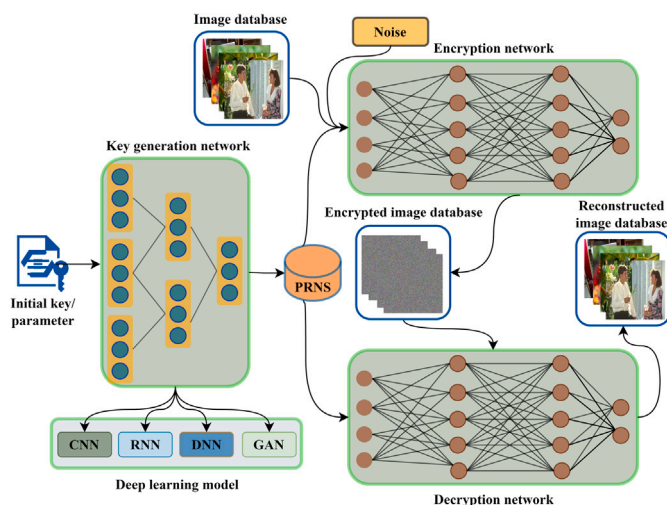 Image database
Noise
Encryption network
Key generation network
Initial key/
parameter
PRNS
Encrypted image database
Reconstructed
image database
CNN
RNN
DNN
GAN
Deep learning model
Decryption network